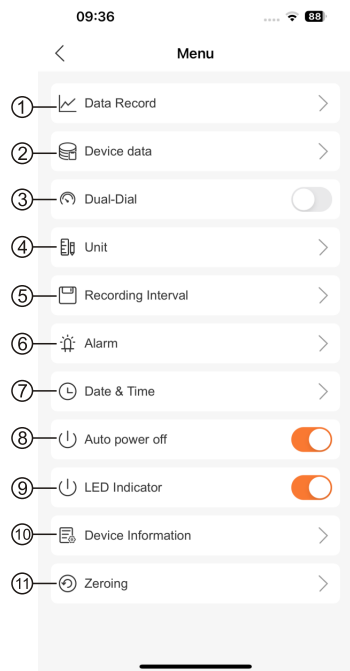 09:36
88
Menu
① Data Record
② Device data
③ Dual-Dial
④ Unit
⑤ Recording Interval
⑥ Alarm
⑦ Date & Time
⑧ Auto power off
⑨ LED Indicator
⑩ Device Information
⑪ Zeroing